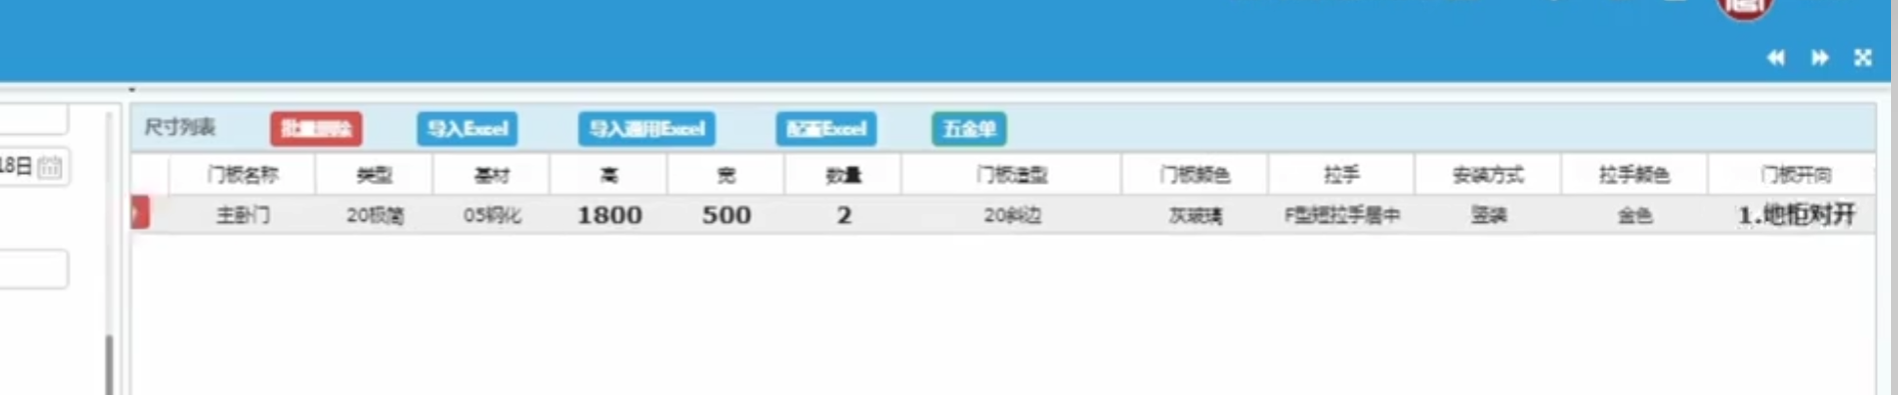 18日
尺寸列表 批量删除 导入Excel 导入通用Excel 配置Excel 五金单
门板名称 类型 基材 高 宽 数量 门板造型 门板颜色 拉手 安装方式 拉手颜色 门板开向
主卧门 20极简 05钢化 1800 500 2 20斜边 灰玻璃 F型短拉手居中 竖装 金色 1.地柜对开